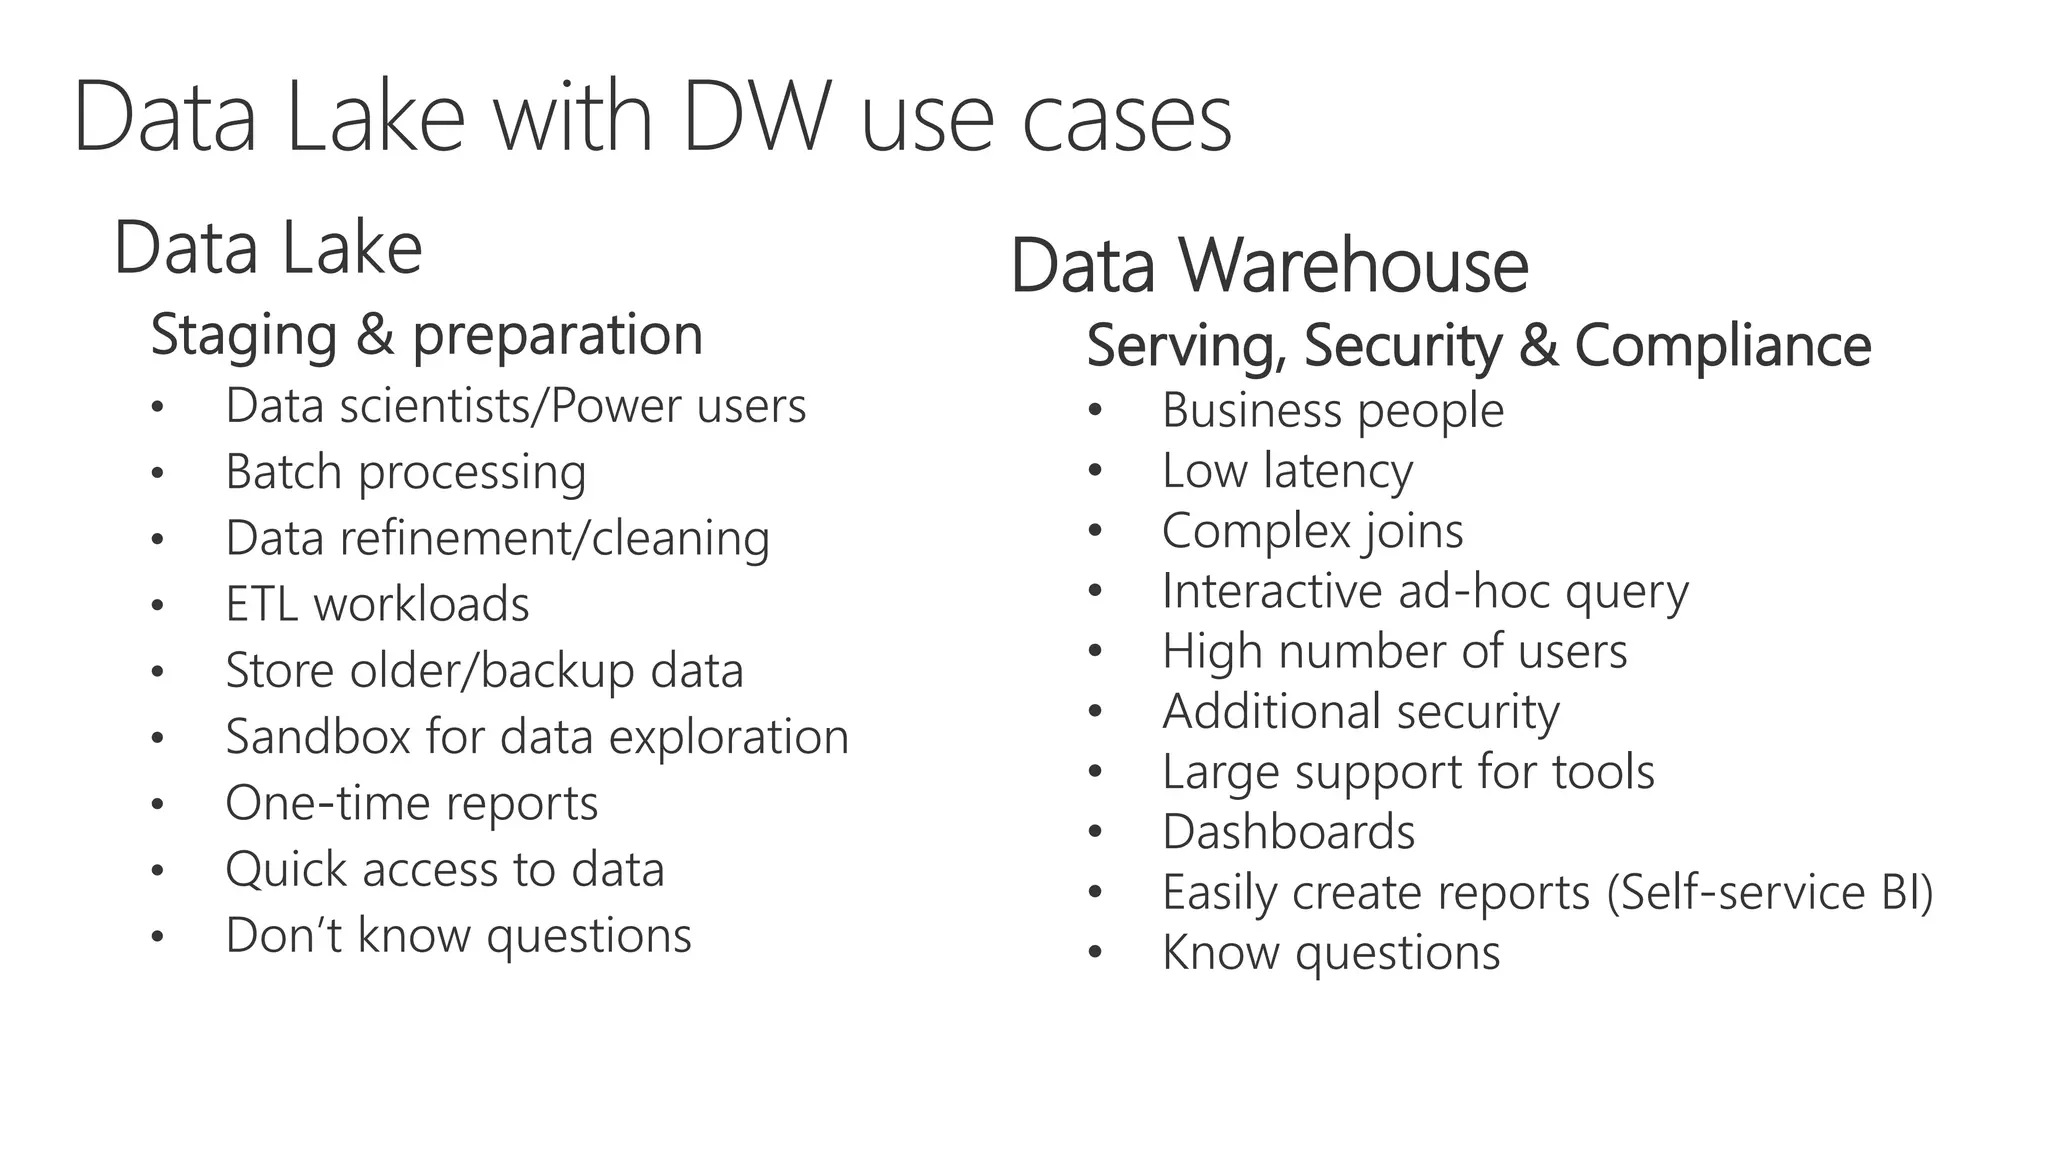 Data Lake with DW use cases
Data Lake
Staging & preparation
• Data scientists/Power users
• Batch processing
• Data refinement/cleaning
• ETL workloads
• Store older/backup data
• Sandbox for data exploration
• One-time reports
• Quick access to data
• Don’t know questions
Data Warehouse
Serving, Security & Compliance
• Business people
• Low latency
• Complex joins
• Interactive ad-hoc query
• High number of users
• Additional security
• Large support for tools
• Dashboards
• Easily create reports (Self-service BI)
• Know questions